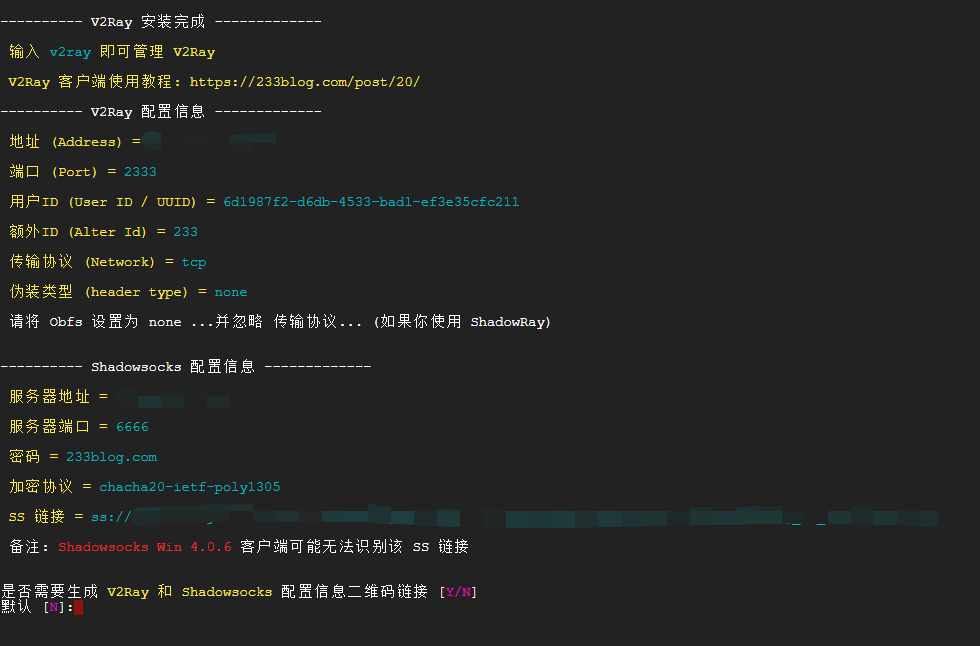 ---------- V2Ray 安装完成 -------------
输入 v2ray 即可管理 V2Ray
V2Ray 客户端使用教程: https://233blog.com/post/20/
---------- V2Ray 配置信息 -------------
地址 (Address) =
端口 (Port) = 2333
用户ID (User ID / UUID) = 6d1987f2-d6db-4533-bad1-ef3e35cfc211
额外ID (Alter Id) = 233
传输协议 (Network) = tcp
伪装类型 (header type) = none
请将 Obfs 设置为 none ...并忽略 传输协议... (如果你使用 ShadowRay)
---------- Shadowsocks 配置信息 -------------
服务器地址 =
服务器端口 = 6666
密码 = 233blog.com
加密协议 = chacha20-ietf-poly1305
SS 链接 = ss://
备注: Shadowsocks Win 4.0.6 客户端可能无法识别该 SS 链接
是否需要生成 V2Ray 和 Shadowsocks 配置信息二维码链接 [Y/N]
默认 [N]: